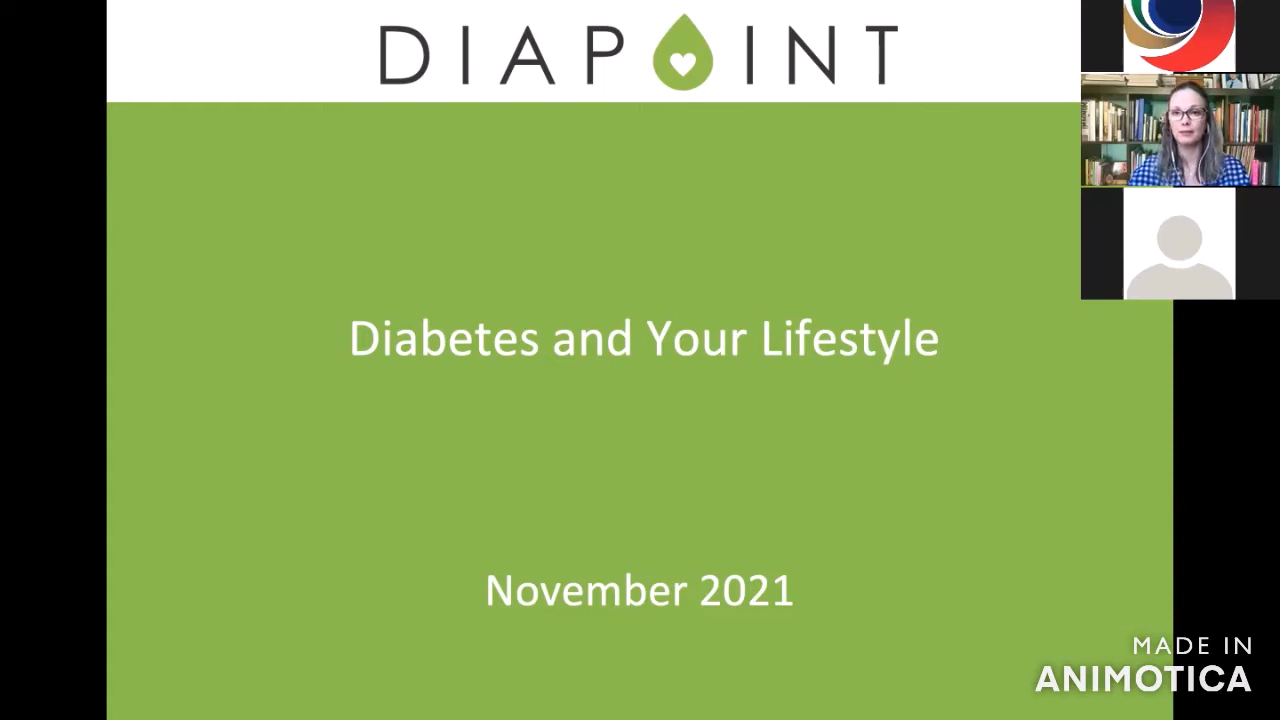 DIAPOINT
Diabetes and Your Lifestyle
November 2021
MADE IN
ANIMOTICA